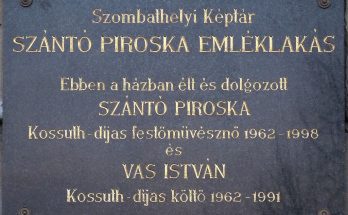 Szombathelyi Képtár
SZÁNTÓ PIROSKA EMLÉKLAKÁS
Ebben a házban élt és dolgozott
SZÁNTÓ PIROSKA
Kossuth-díjas festőművésznő 1962-1998
és
VAS ISTVÁN
Kossuth-díjas költő 1962-1991